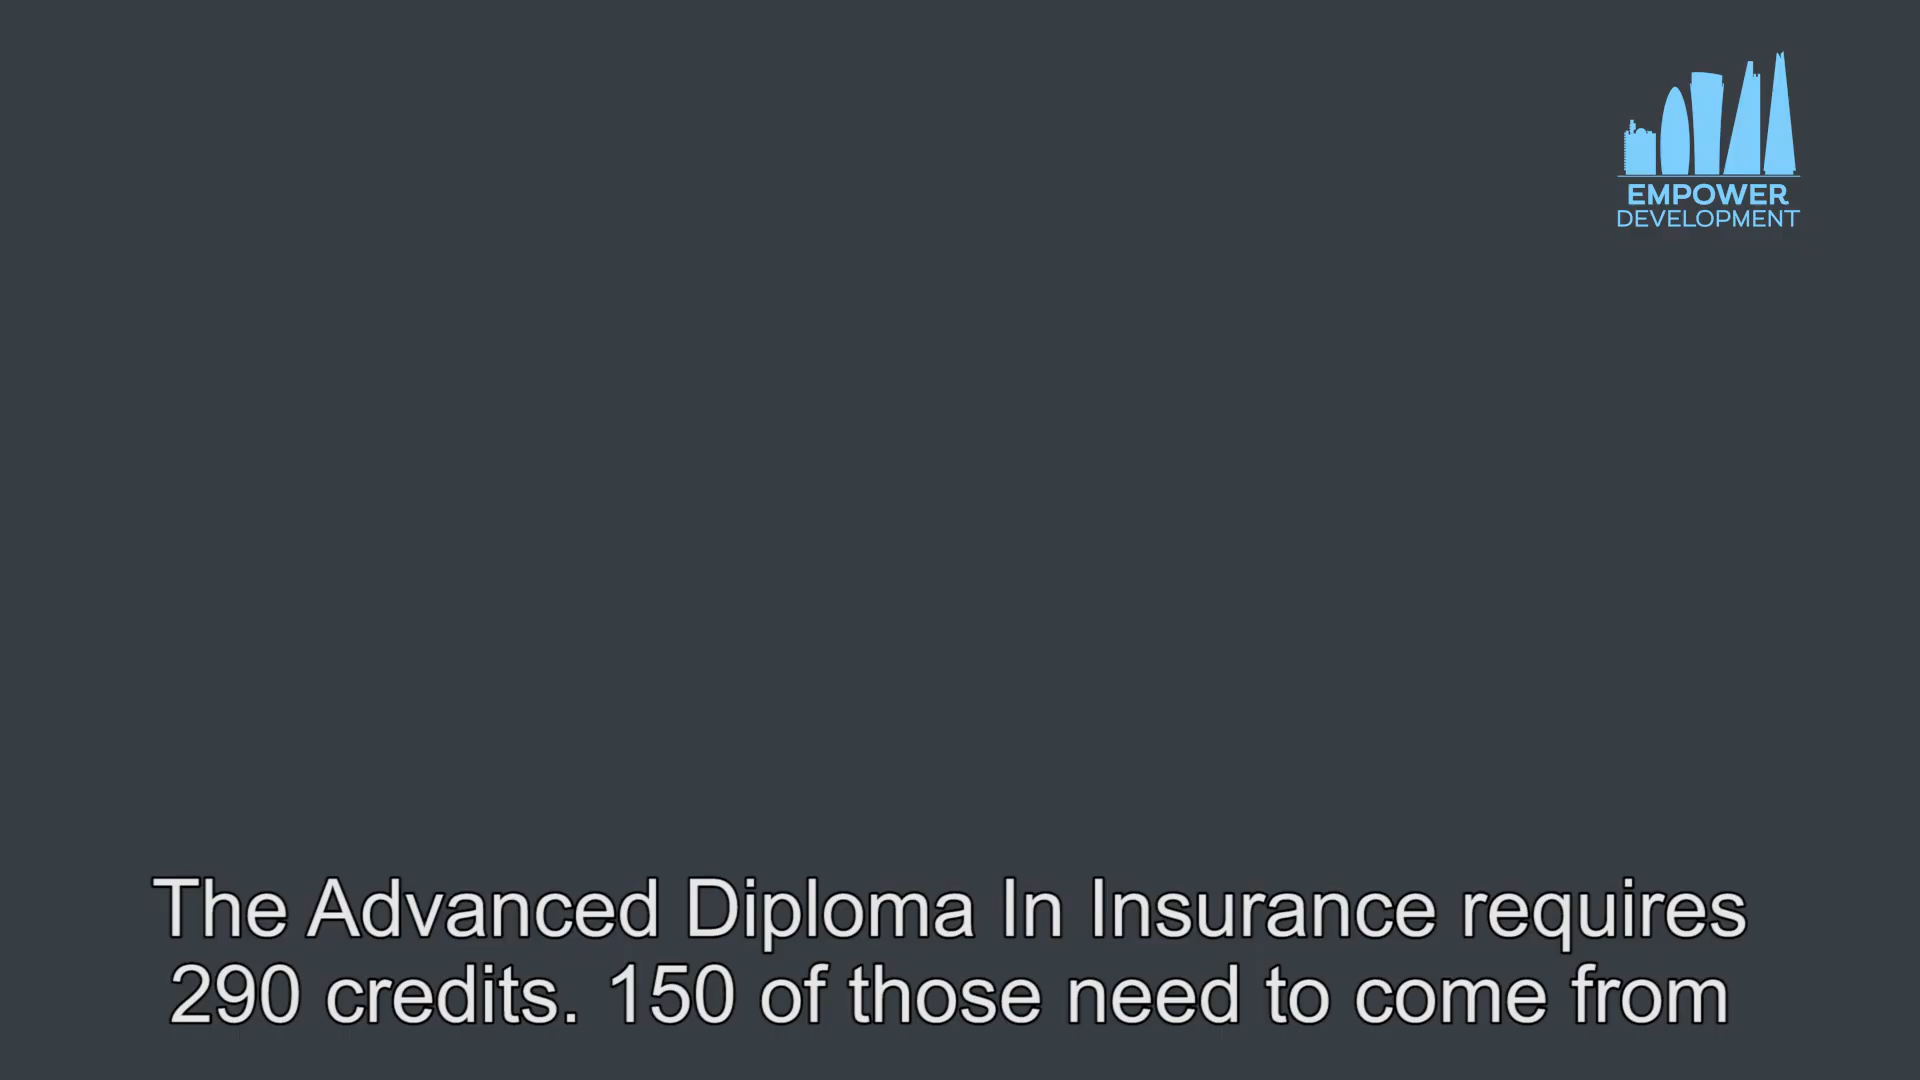 EMPOWER
DEVELOPMENT
The Advanced Diploma In Insurance requires
290 credits. 150 of those need to come from